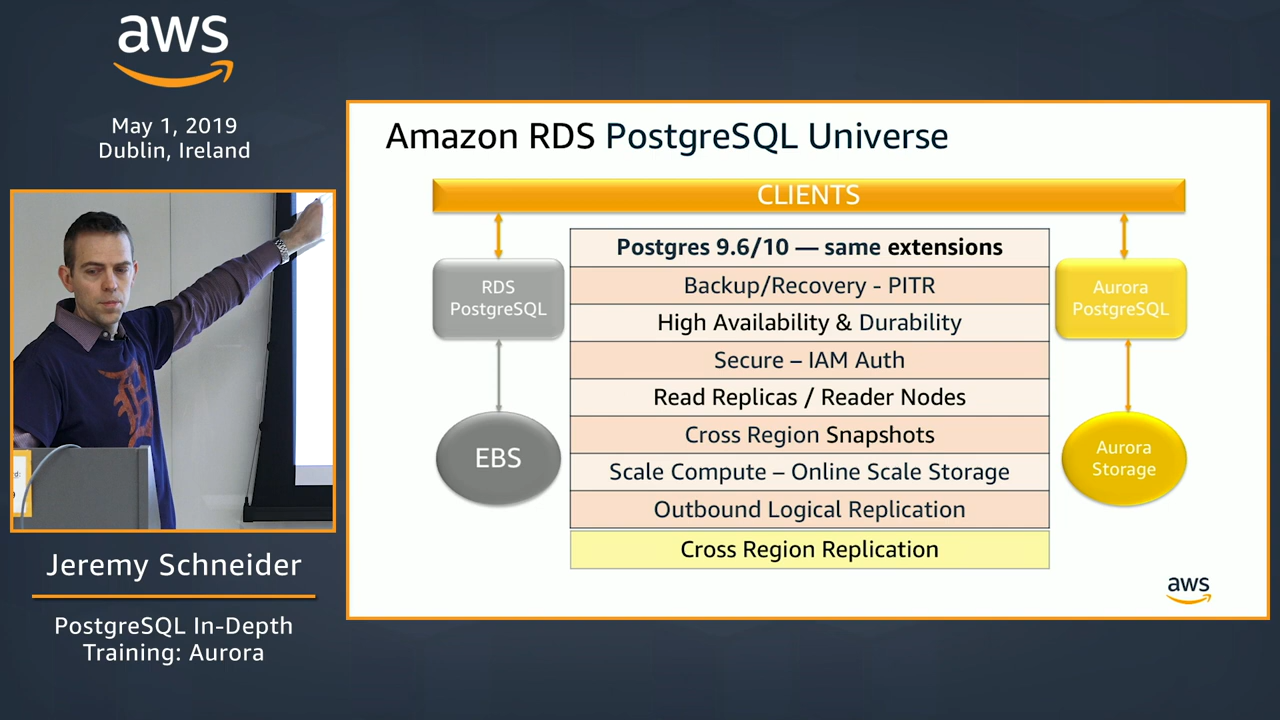 aws
May 1, 2019
Dublin, Ireland
Jeremy Schneider
PostgreSQL In-Depth
Training: Aurora
Amazon RDS PostgreSQL Universe
CLIENTS
RDS
PostgreSQL
EBS
Postgres 9.6/10 — same extensions
Backup/Recovery - PITR
High Availability & Durability
Secure – IAM Auth
Read Replicas / Reader Nodes
Cross Region Snapshots
Scale Compute – Online Scale Storage
Outbound Logical Replication
Cross Region Replication
Aurora
PostgreSQL
Aurora
Storage
aws